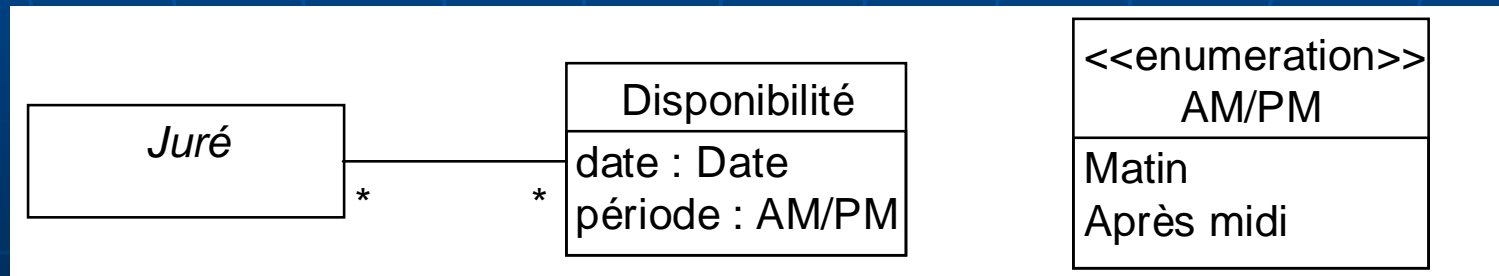 Juré
*
*
Disponibilité
date : Date
période : AM/PM
<<enumeration>>
AM/PM
Matin
Après midi